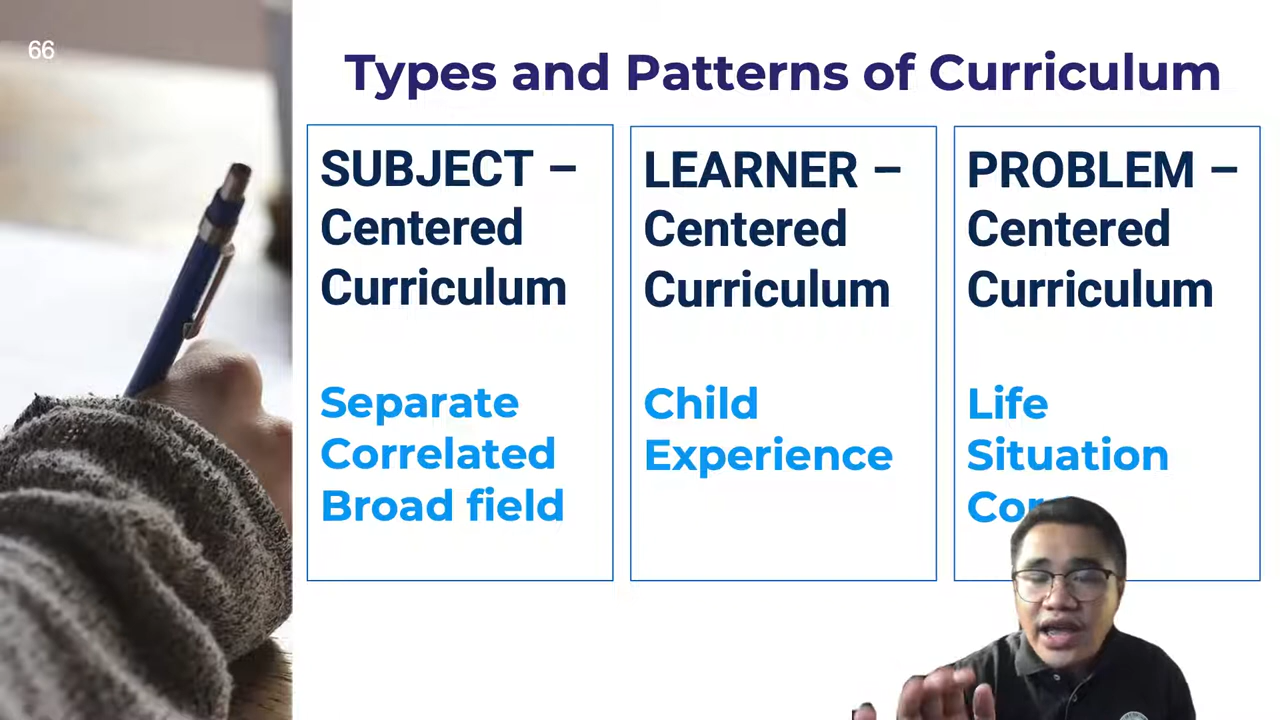 66
Types and Patterns of Curriculum
SUBJECT –
Centered
Curriculum
Separate
Correlated
Broad field
LEARNER –
Centered
Curriculum
Child
Experience
PROBLEM –
Centered
Curriculum
Life
Situation